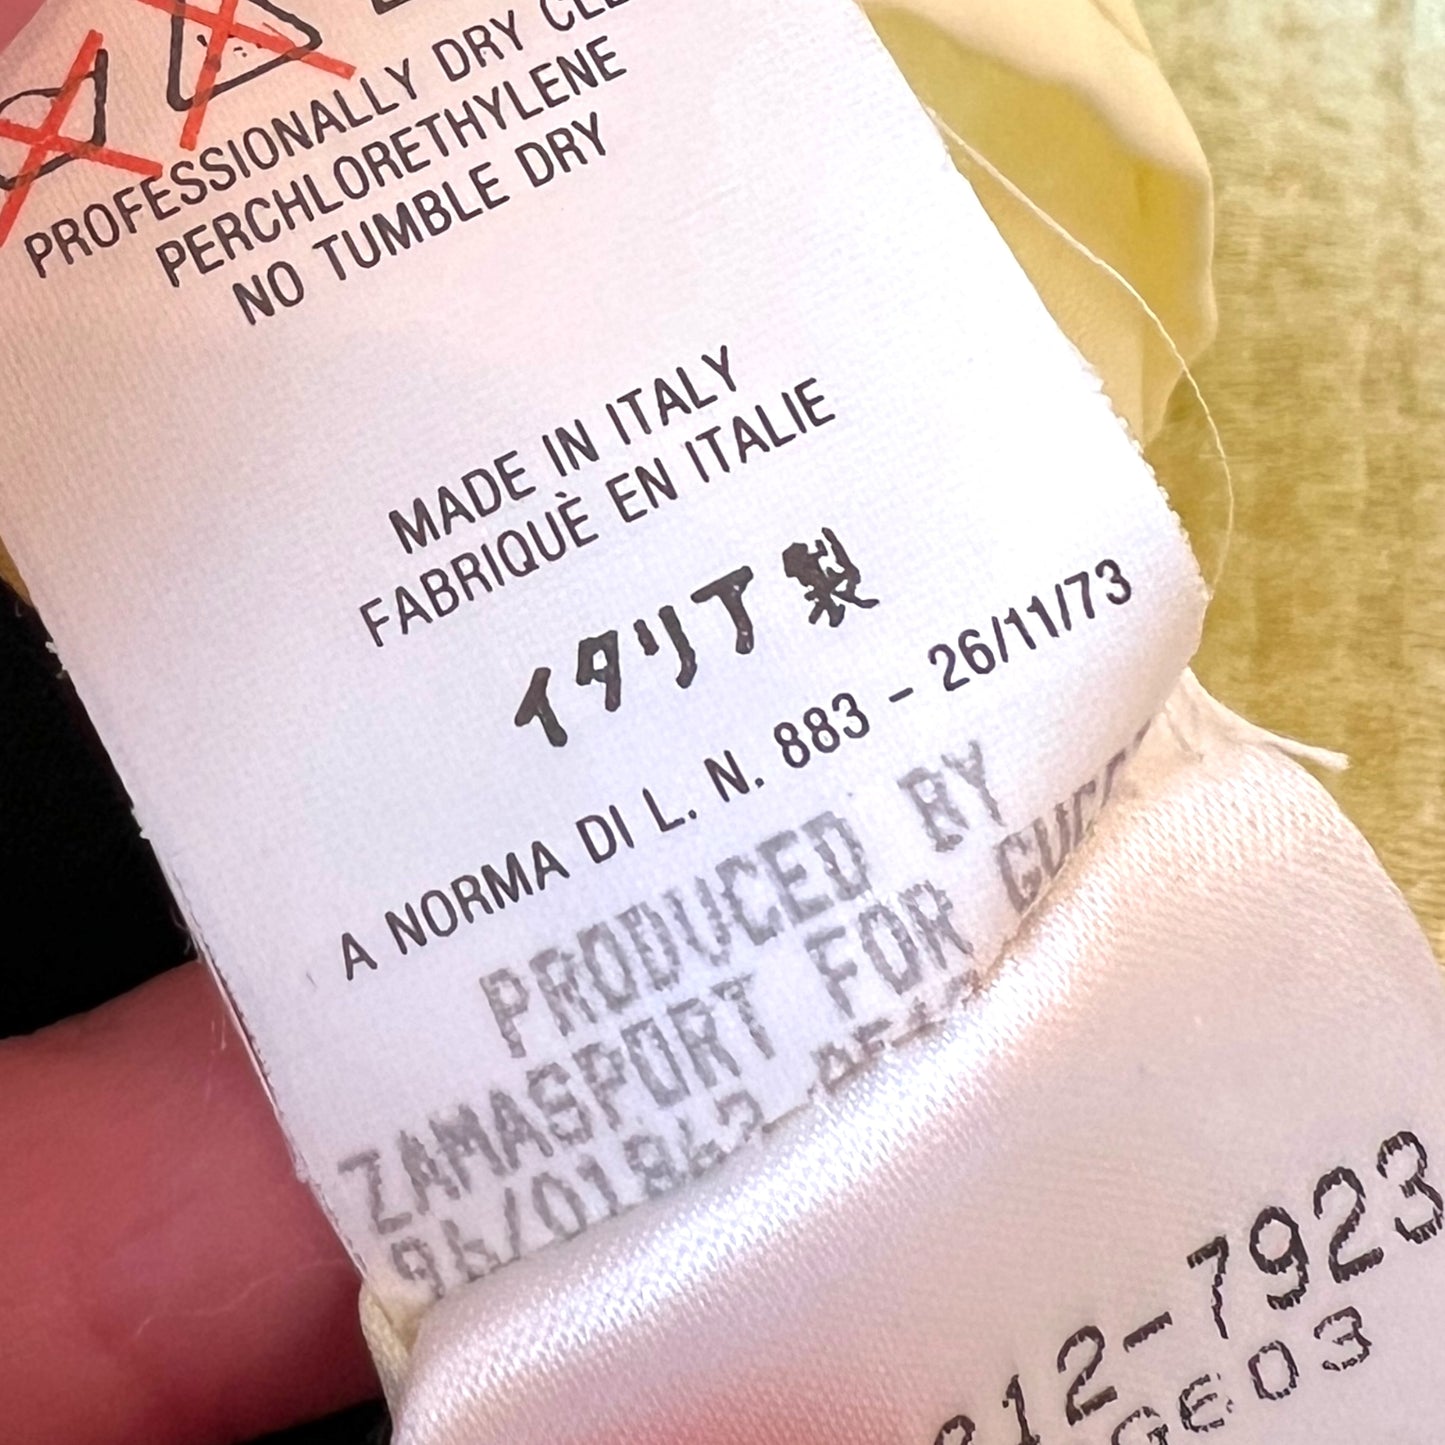 PROFESSIONALLY DRY
PERCHLORETHYLENE
NO TUMBLE DRY
MADE IN ITALY
FABRIQUÈ EN ITALIE
イタリア製
A NORMA DI L. N. 883 - 26/11/73
PRODUCED BY
ZAMASPORT FOR
212-7923